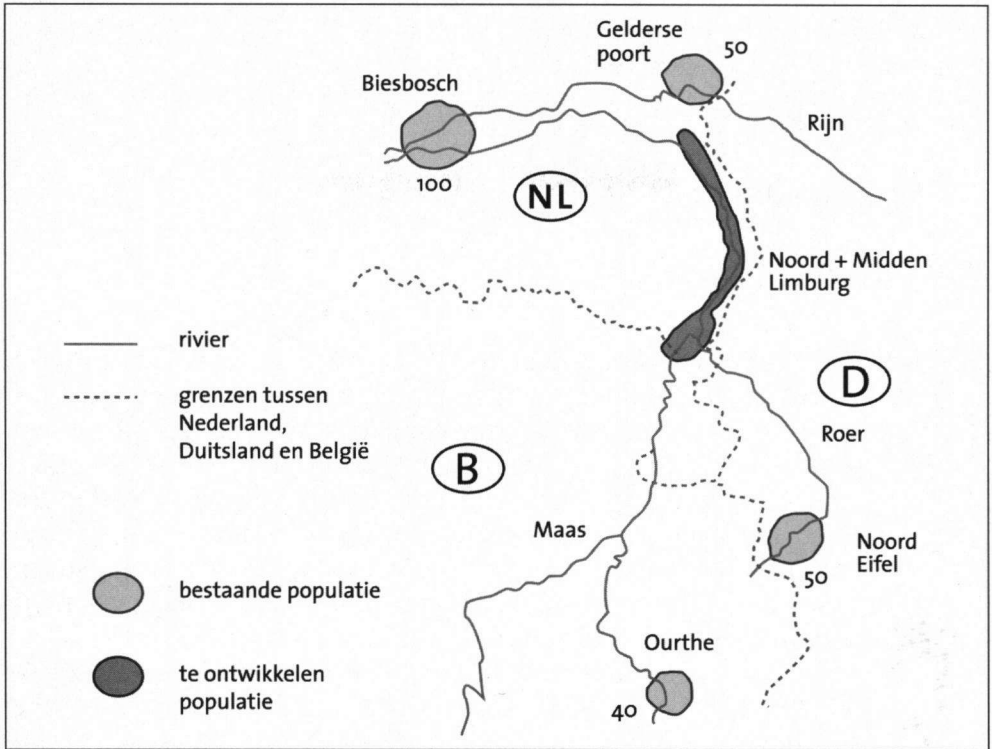 Gelderse
poort
50
Biesbosch
Rijn
100
NL
Noord + Midden
Limburg
rivier
D
grenzen tussen
Nederland,
Duitsland en België
Roer
B
Maas
Noord
Eifel
50
bestaande populatie
Ourthe
te ontwikkelen
populatie
40